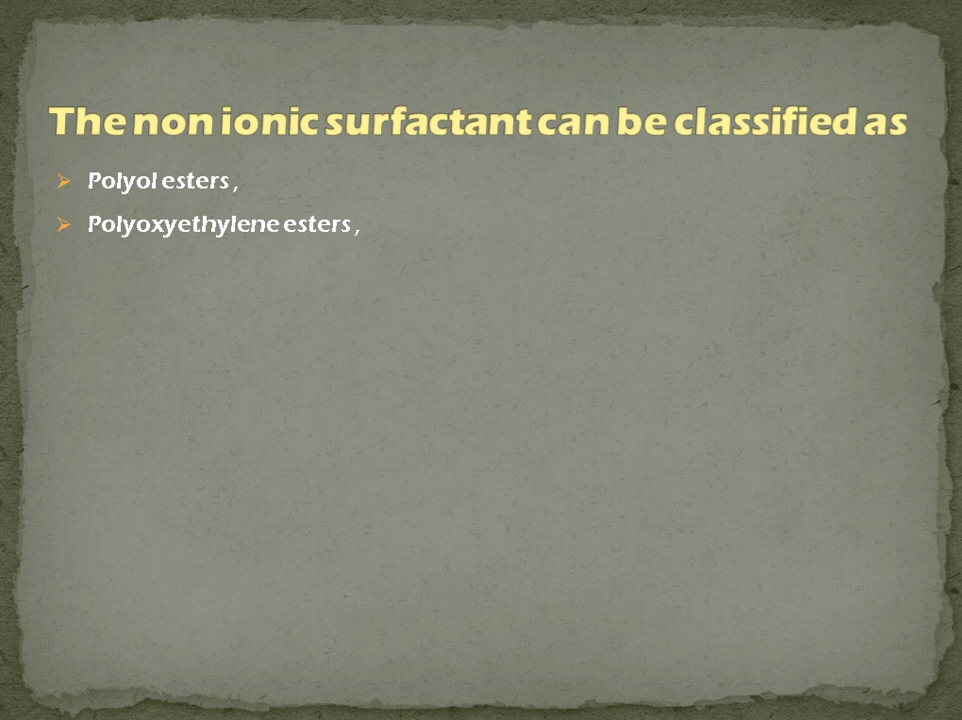 The non ionic surfactant can be classified as
Polyol esters ,
Polyoxyethylene esters ,